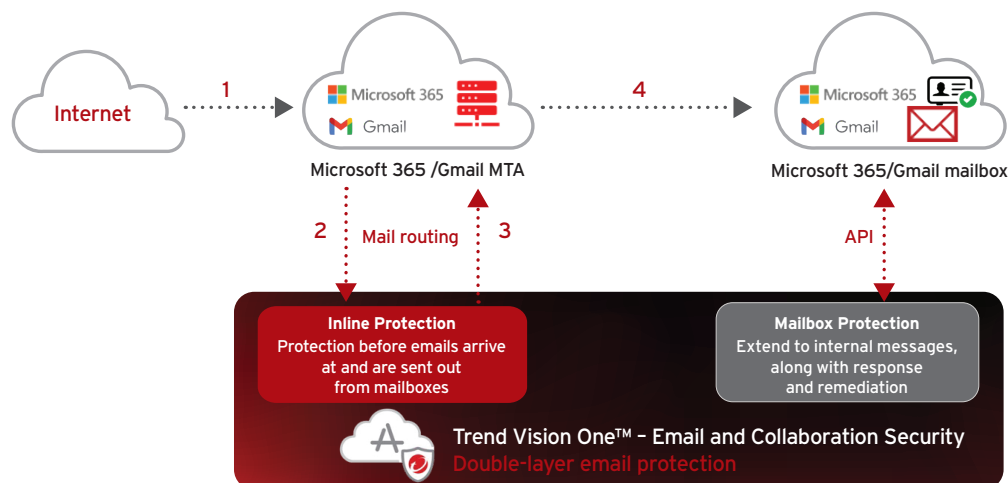 Internet
1
Microsoft 365
Gmail
Microsoft 365 /Gmail MTA
4
Microsoft 365
Gmail
Microsoft 365/Gmail mailbox
2
Mail routing
3
API
Inline Protection
Protection before emails arrive
at and are sent out
from mailboxes
Mailbox Protection
Extend to internal messages,
along with response
and remediation
Trend Vision One™ – Email and Collaboration Security
Double-layer email protection